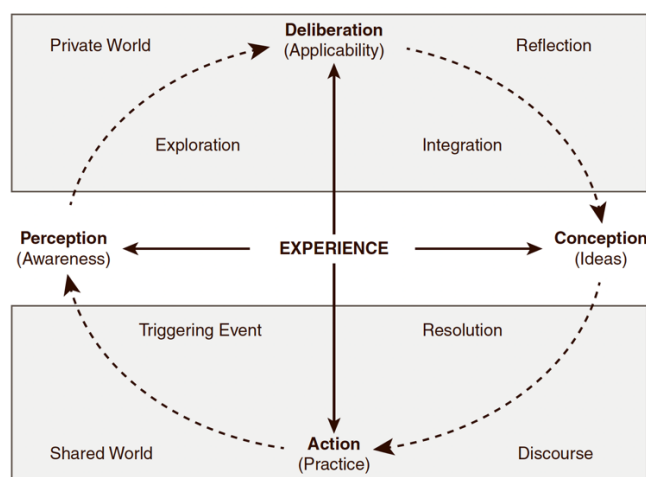 Private World
Deliberation
(Applicability)
Reflection
Exploration
Integration
Perception
(Awareness)
EXPERIENCE
Conception
(Ideas)
Triggering Event
Resolution
Shared World
Action
(Practice)
Discourse